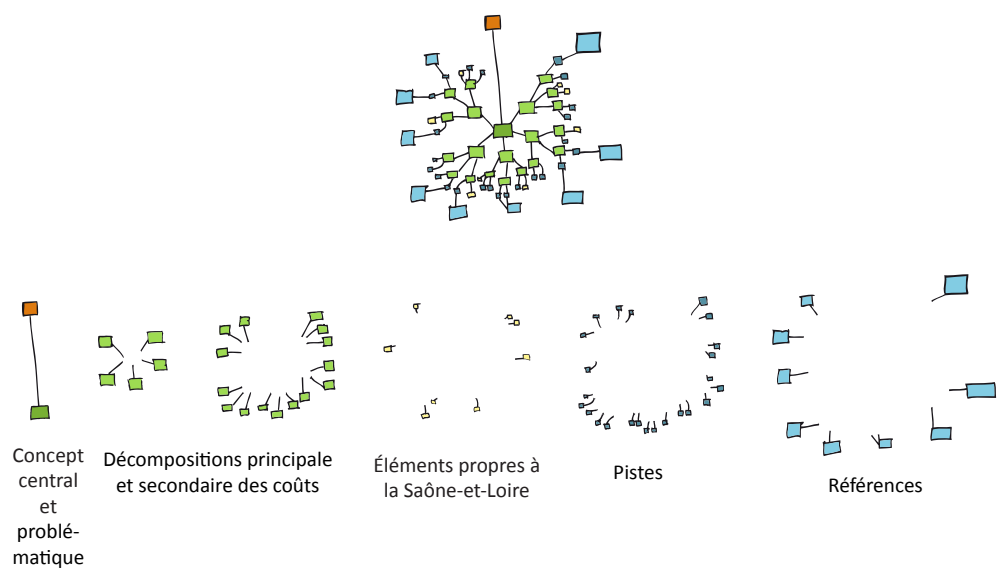 Concept
central
et
problé-
matique
Décompositions principale
et secondaire des coûts
Éléments propres à
la Saône-et-Loire
Pistes
Références